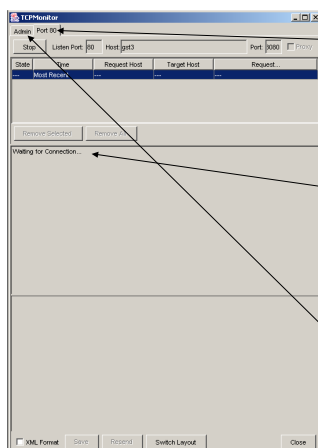 TCPMonitor
Admin Port 80
Stop Listen Port: 80 Host: gst3 Port: 8080 Proxy
State Time Request Host Target Host Request...
--- Most Recent --- --- ---
Remove Selected Remove All
Waiting for Connection...
XML Format Save Resend Switch Layout Close